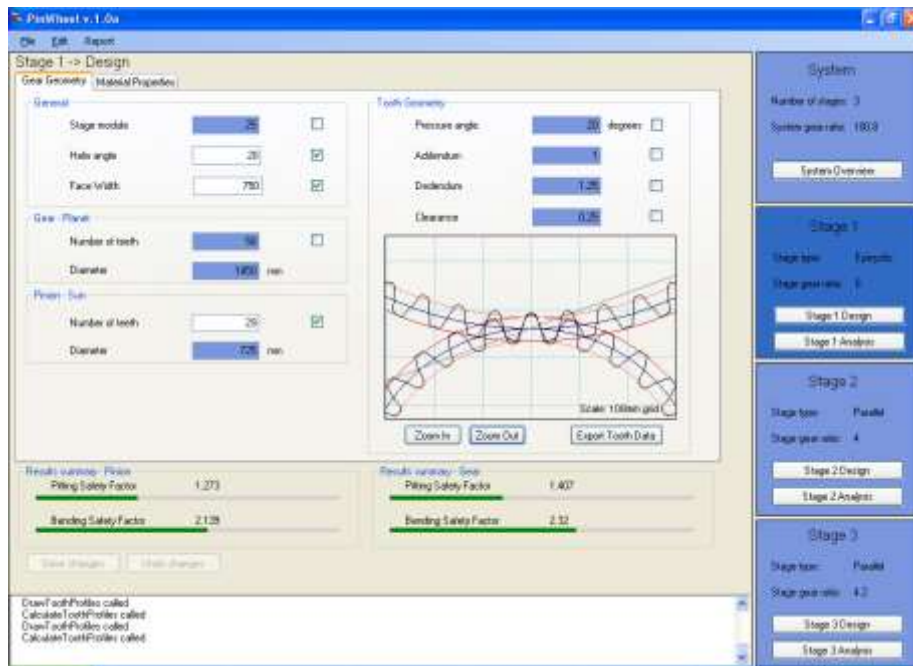 PinWheel v.1.0a
File Edit Report
Stage 1 -> Design
Gear Geometry Material Properties
General
Stage module 25
Helix angle 20
Face Width 750
Gear - Planet
Number of teeth 58
Diameter 1450 mm
Pinion - Sun
Number of teeth 29
Diameter 725 mm
Tooth Geometry
Pressure angle 20 degrees
Addendum 1
Dedendum 1.25
Clearance 0.25
Scale: 100mm grid
Zoom In Zoom Out Export Tooth Data
Results summary - Pinion
Pitting Safety Factor 1.273
Bending Safety Factor 2.139
Results summary - Gear
Pitting Safety Factor 1.407
Bending Safety Factor 2.32
Save changes Undo changes
DrawToothProfiles called
CalculateToothProfiles called
DrawToothProfiles called
CalculateToothProfiles called
System
Number of stages: 3
System gear ratio: 100.8
System Overview
Stage 1
Stage type: Epicyclic
Stage gear ratio: 6
Stage 1 Design
Stage 1 Analysis
Stage 2
Stage type: Parallel
Stage gear ratio: 4
Stage 2 Design
Stage 2 Analysis
Stage 3
Stage type: Parallel
Stage gear ratio: 4.2
Stage 3 Design
Stage 3 Analysis